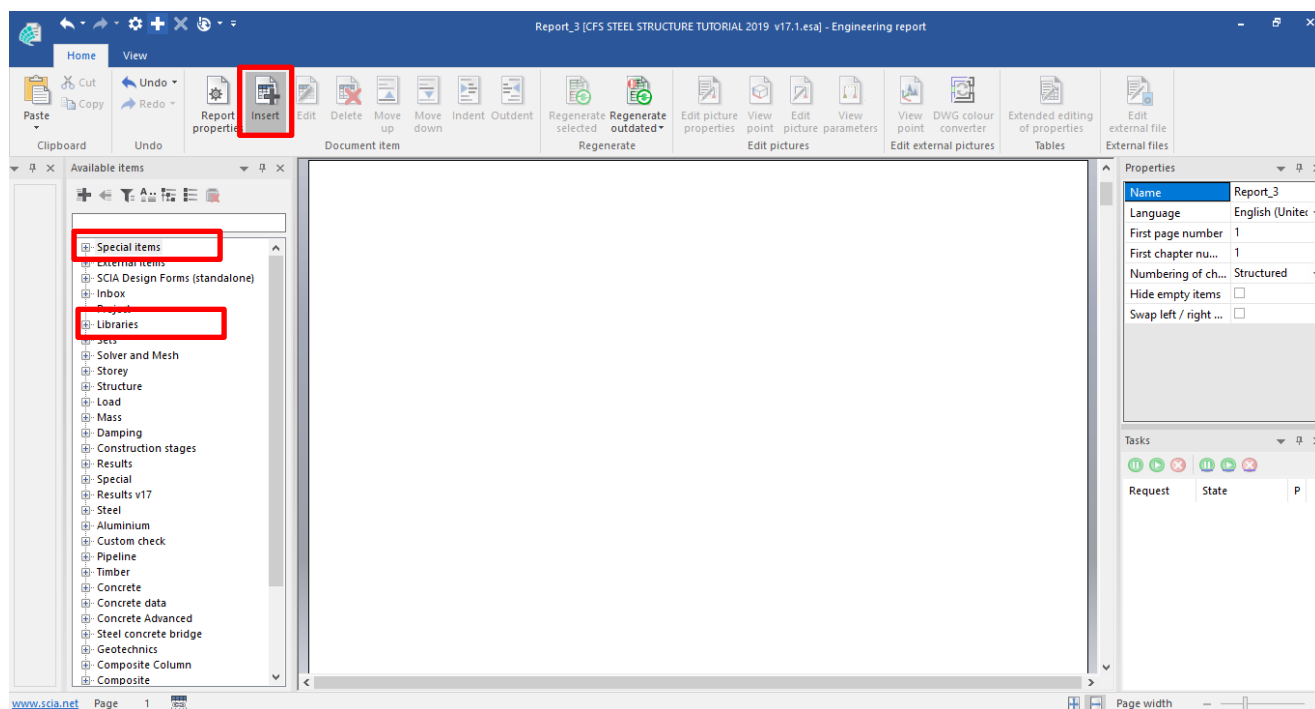 Report_3 [CFS STEEL STRUCTURE TUTORIAL 2019 v17.1.esa] - Engineering report
Home View
Paste
Cut
Copy
Clipboard
Undo
Redo
Undo
Report properties
Insert
Edit
Delete
Move up
Move down
Indent
Outdent
Document item
Regenerate selected
Regenerate outdated
Regenerate
Edit picture properties
View point
Edit picture
View parameters
Edit pictures
View point
DWG colour converter
Edit external pictures
Extended editing of properties
Tables
Edit external file
External files
Available items
Special items
External items
SCIA Design Forms (standalone)
Inbox
Project
Libraries
Sets
Solver and Mesh
Storey
Structure
Load
Mass
Damping
Construction stages
Results
Special
Results v17
Steel
Aluminium
Custom check
Pipeline
Timber
Concrete
Concrete data
Concrete Advanced
Steel concrete bridge
Geotechnics
Composite Column
Composite
Properties
Name Report_3
Language English (Unitec
First page number 1
First chapter nu... 1
Numbering of ch... Structured
Hide empty items
Swap left / right ...
Tasks
Request State P
www.scia.net Page 1 Page width